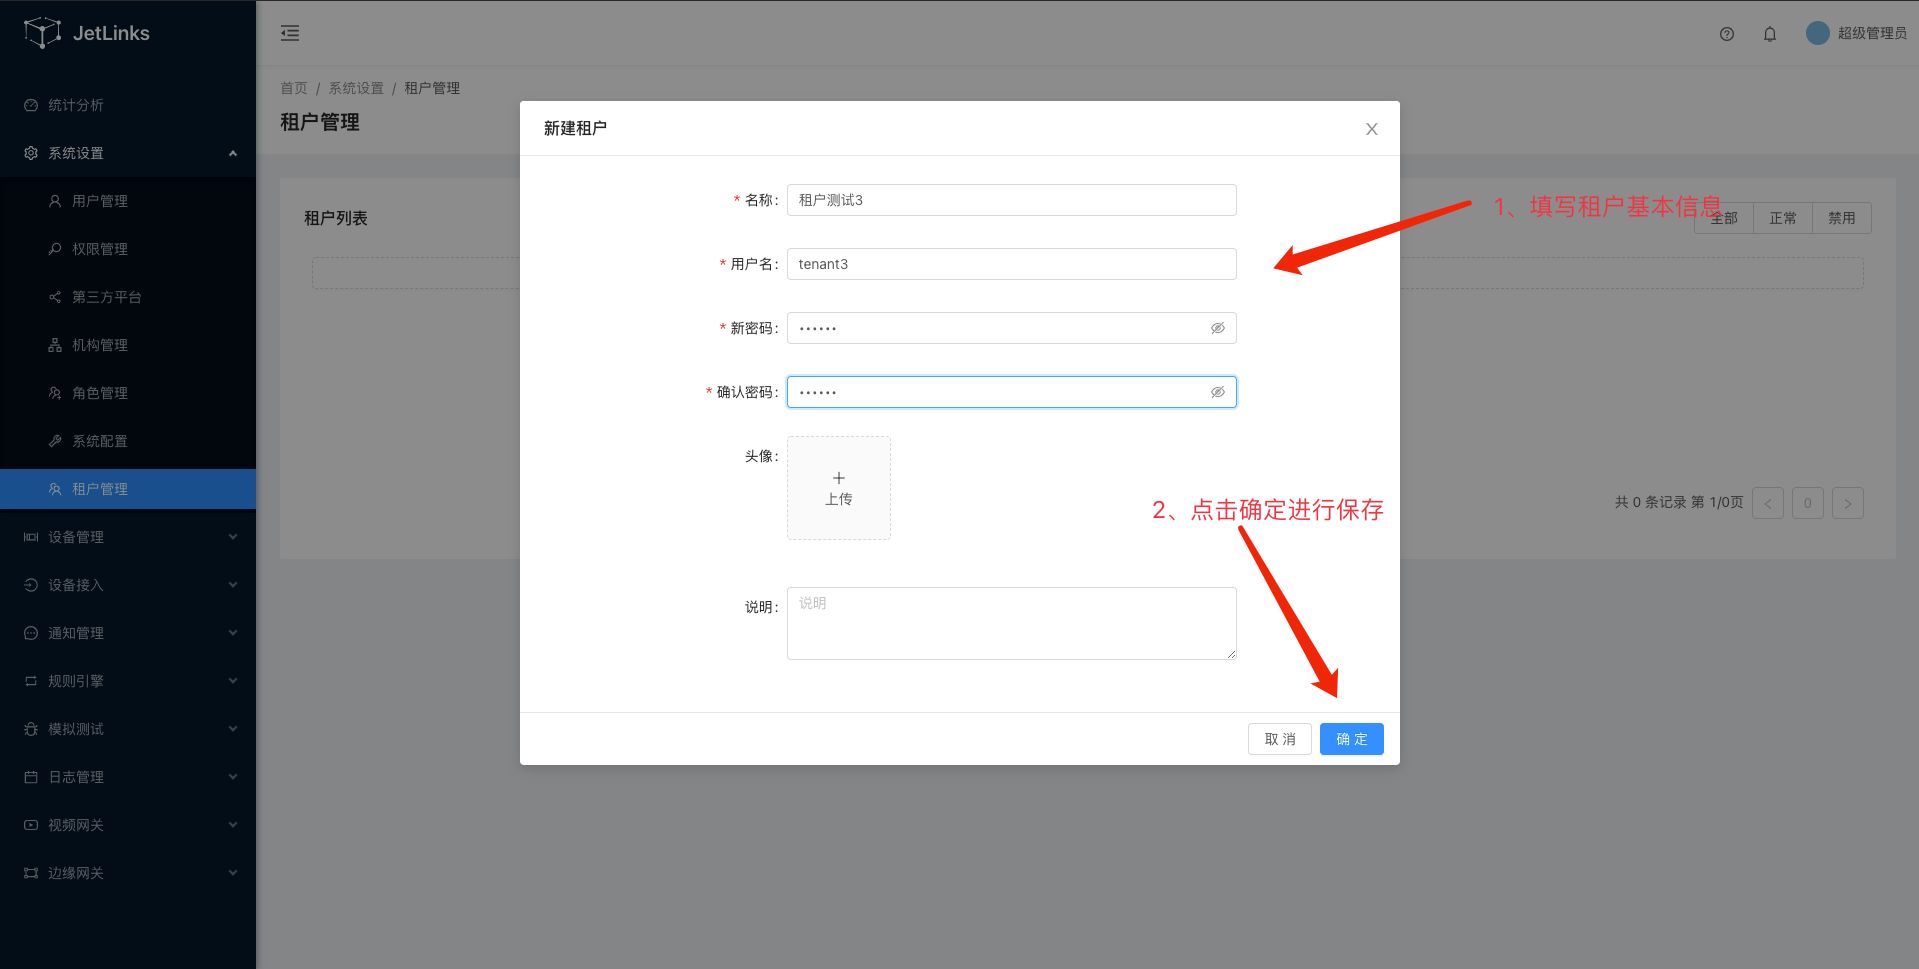 JetLinks
超级管理员
统计分析
系统设置
用户管理
权限管理
第三方平台
机构管理
角色管理
系统配置
租户管理
设备管理
设备接入
通知管理
规则引擎
模拟测试
日志管理
视频网关
边缘网关
首页 / 系统设置 / 租户管理
租户管理
租户列表
全部 正常 禁用
共 0 条记录 第 1/0页 < 0 >
新建租户 X
* 名称: 租户测试3
* 用户名: tenant3
* 新密码: ••••••
* 确认密码: ••••••
头像:
+
上传
说明: 说明
取 消 确 定
1、填写租户基本信息
2、点击确定进行保存